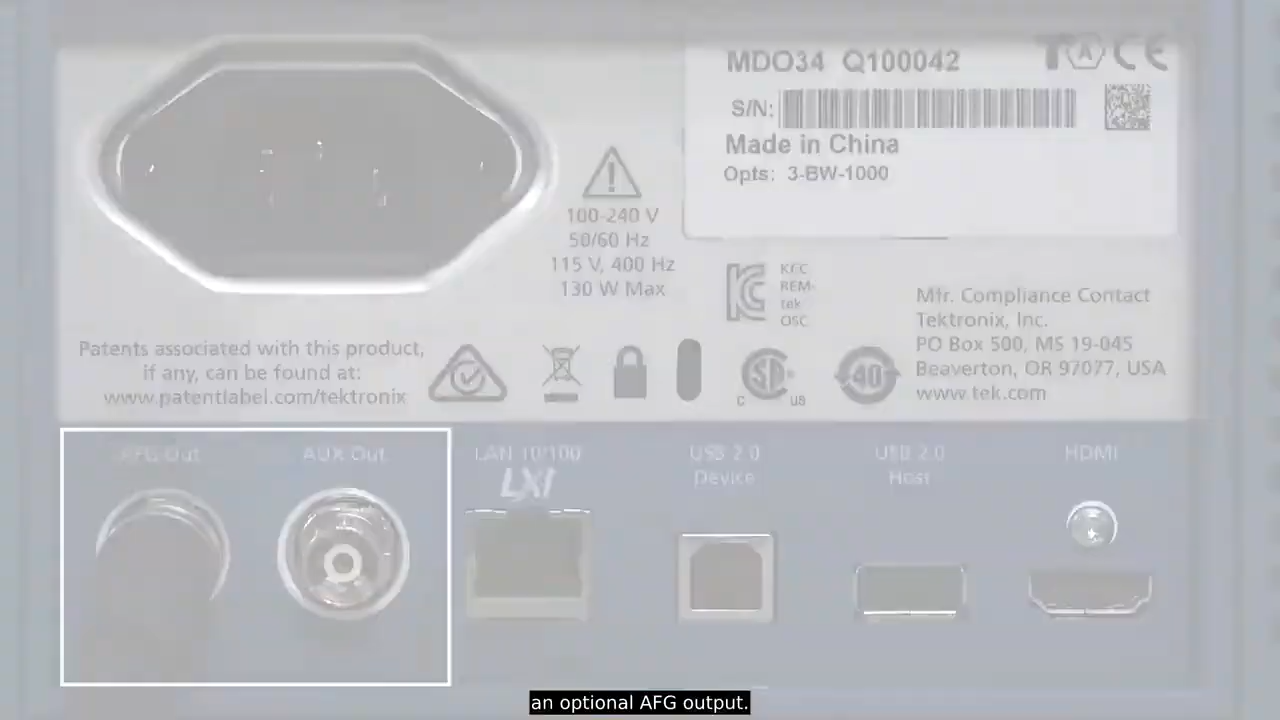 MDO34 Q100042
S/N:
Made in China
Opts: 3-BW-1000
100-240 V
50/60 Hz
115 V, 400 Hz
130 W Max
KCC
REM-
tek
OSC
Mfr. Compliance Contact
Tektronix, Inc.
PO Box 500, MS 19-045
Beaverton, OR 97077, USA
www.tek.com
Patents associated with this product,
if any, can be found at:
www.patentlabel.com/tektronix
C US
40
AFG Out
AUX Out
LAN 10/100
LXI
USB 2.0
Device
USB 2.0
Host
HDMI
an optional AFG output.